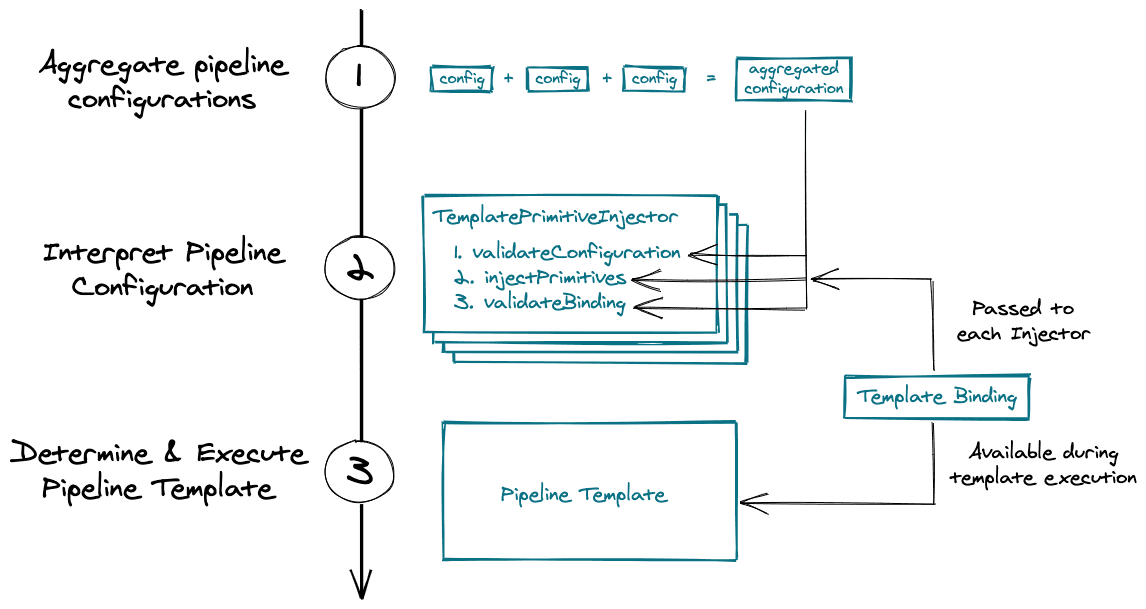 Aggregate pipeline
configurations
1
config + config + config = aggregated
configuration
Interpret Pipeline
Configuration
2
TemplatePrimitiveInjector
1. validateConfiguration
2. injectPrimitives
3. validateBinding
Passed to
each Injector
Template Binding
Available during
template execution
Determine & Execute
Pipeline Template
3
Pipeline Template